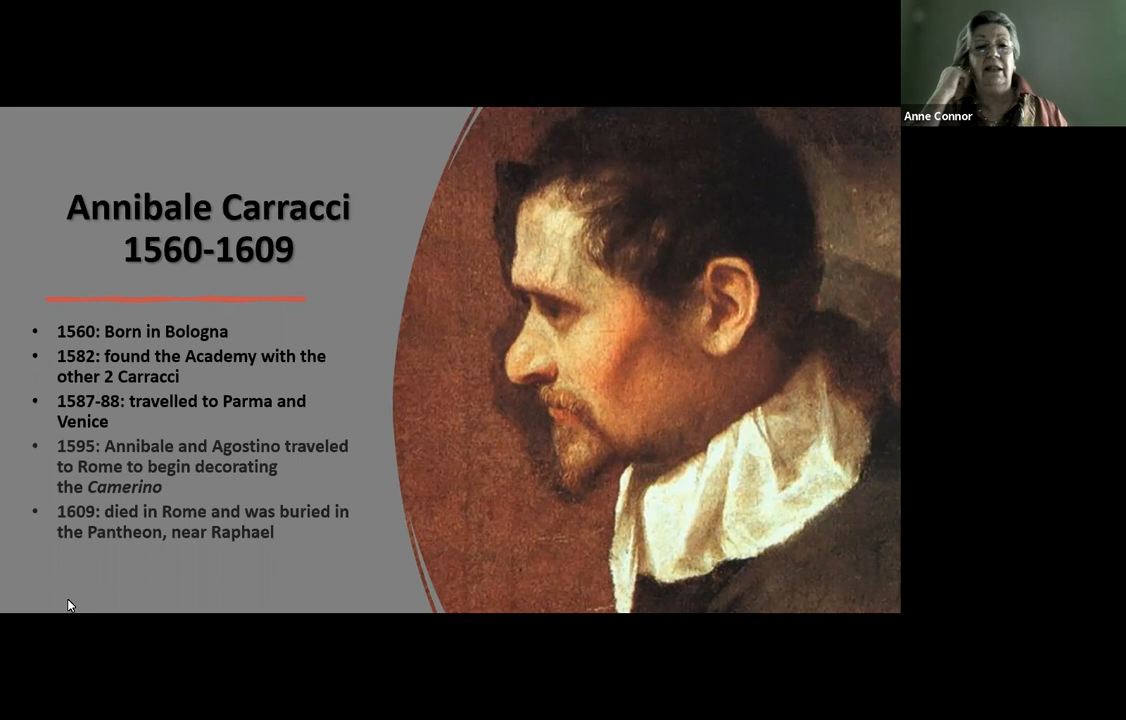 Anne Connor
Annibale Carracci
1560-1609
• 1560: Born in Bologna
• 1582: found the Academy with the
other 2 Carracci
• 1587-88: travelled to Parma and
Venice
• 1595: Annibale and Agostino traveled
to Rome to begin decorating
the Camerino
• 1609: died in Rome and was buried in
the Pantheon, near Raphael